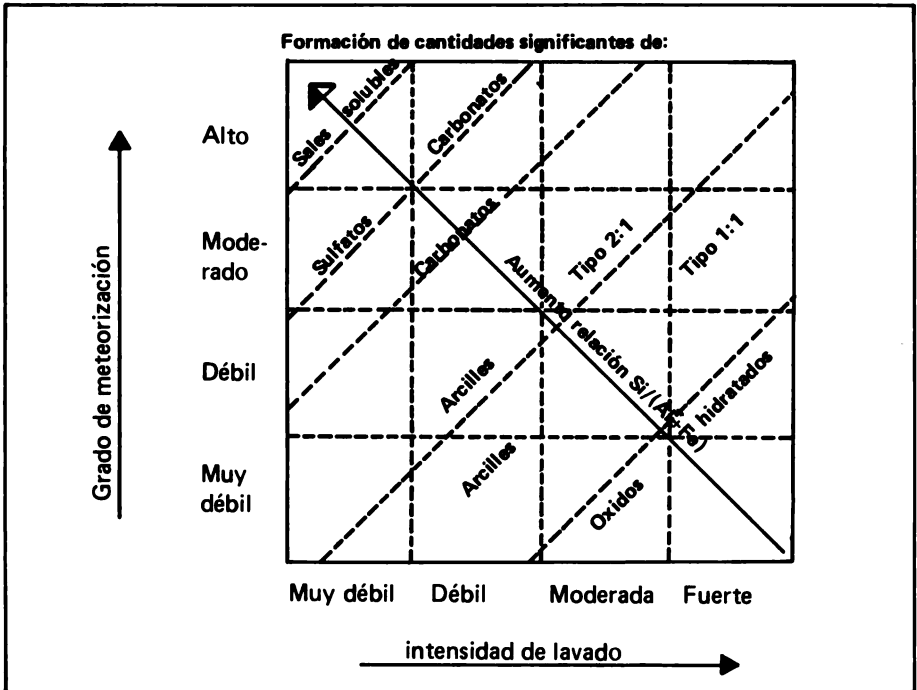 Formación de cantidades significantes de:
Sales solubles
Carbonatos
Alto
Sulfatos
Carbonatos
Tipo 2:1
Tipo 1:1
Mode-
rado
Aumento relación Si/(Al + Fe)
Grado de meteorización
Débil
Arcilles
hidratados
Muy
débil
Arcilles
Oxidos
Muy débil Débil Moderada Fuerte
intensidad de lavado